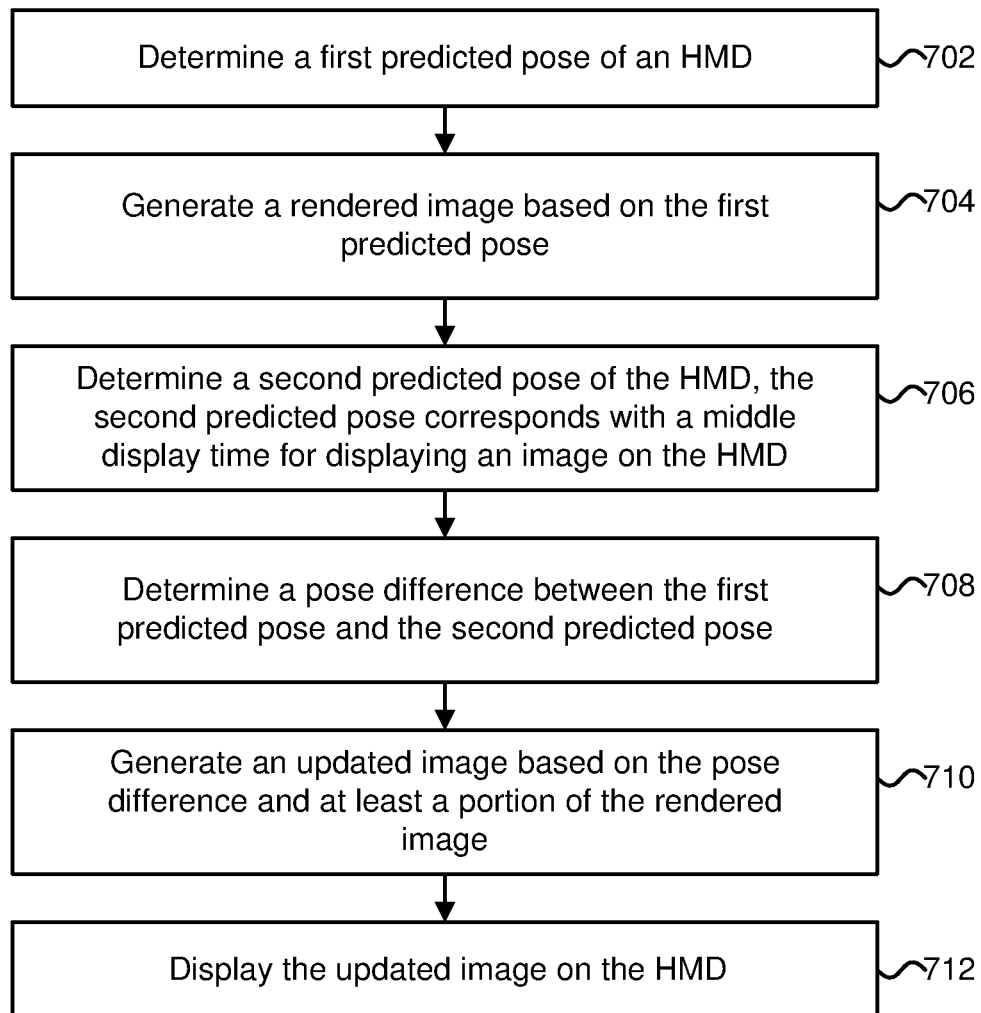 Determine a first predicted pose of an HMD
702
Generate a rendered image based on the first
predicted pose
704
Determine a second predicted pose of the HMD, the
second predicted pose corresponds with a middle
display time for displaying an image on the HMD
706
Determine a pose difference between the first
predicted pose and the second predicted pose
708
Generate an updated image based on the pose
difference and at least a portion of the rendered
image
710
Display the updated image on the HMD
712